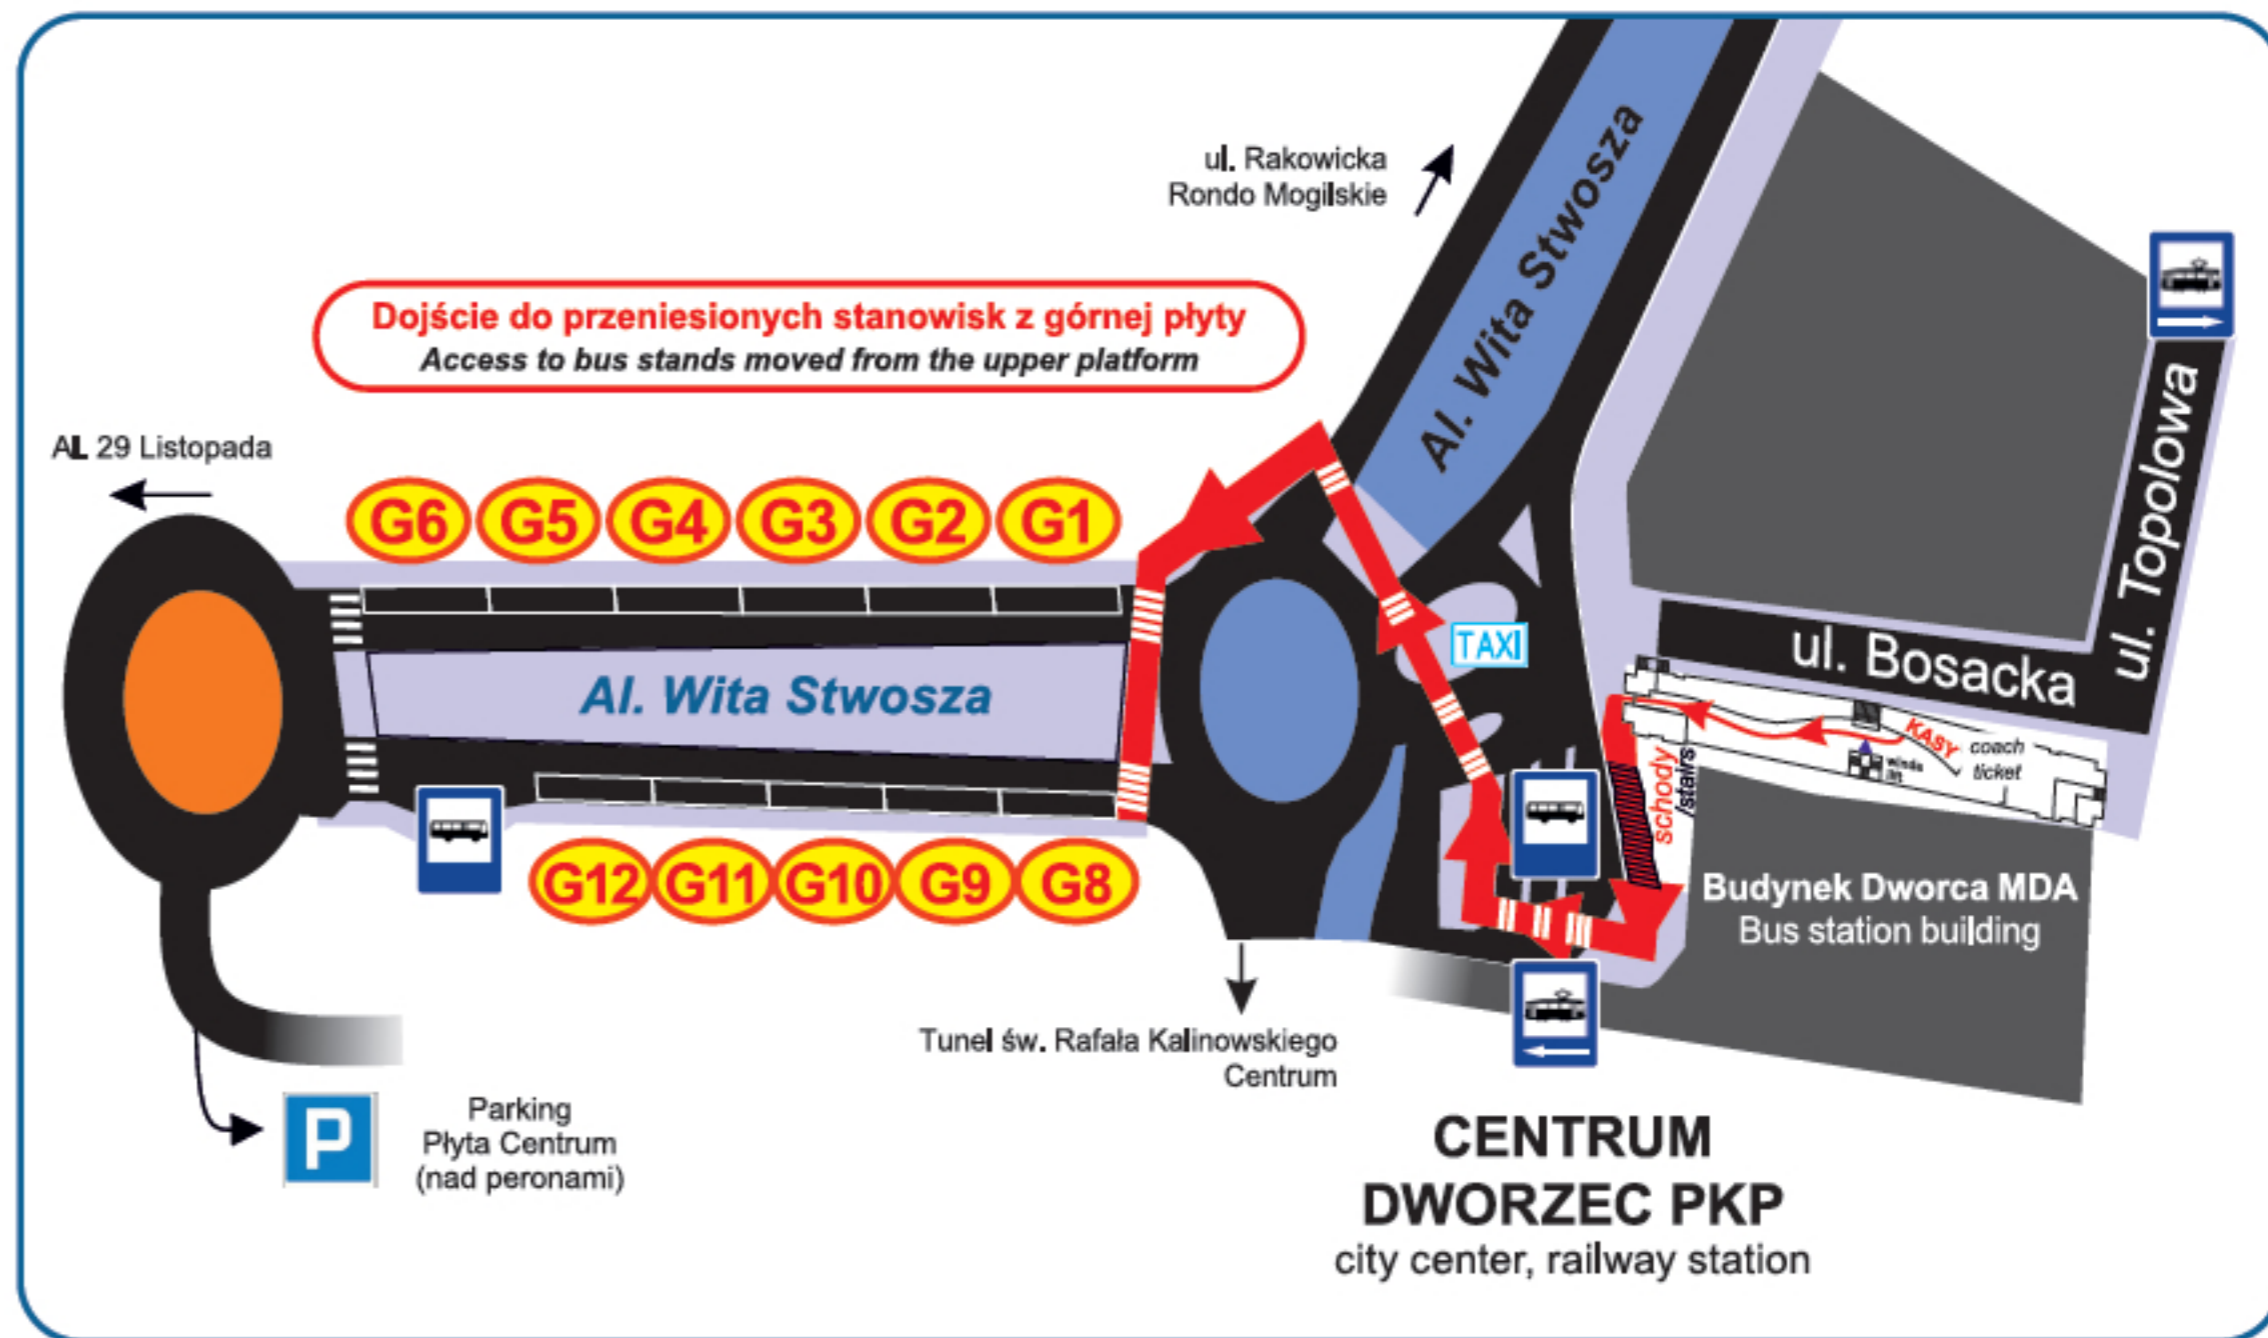 ul. Rakowicka
Rondo Mogilskie
Al. Wita Stwosza
Dojście do przeniesionych stanowisk z górnej płyty
Access to bus stands moved from the upper platform
Al. 29 Listopada
G6 G5 G4 G3 G2 G1
ul. Topolowa
TAXI
ul. Bosacka
Al. Wita Stwosza
KASY
coach
ticket
winda
lift
schody
/stairs
G12 G11 G10 G9 G8
Budynek Dworca MDA
Bus station building
Tunel św. Rafała Kalinowskiego
Centrum
P
Parking
Płyta Centrum
(nad peronami)
CENTRUM
DWORZEC PKP
city center, railway station